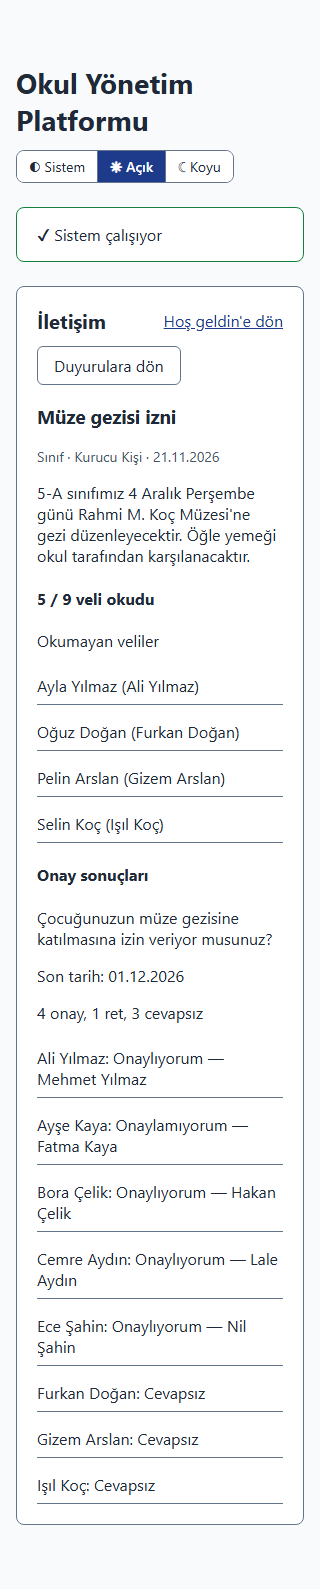 Okul Yönetim
Platformu
Sistem
Açık
Koyu
Sistem çalışıyor
İletişim
Hoş geldin'e dön
Duyurulara dön
Müze gezisi izni
Sınıf · Kurucu Kişi · 21.11.2026
5-A sınıfımız 4 Aralık Perşembe
günü Rahmi M. Koç Müzesi'ne
gezi düzenleyecektir. Öğle yemeği
okul tarafından karşılanacaktır.
5 / 9 veli okudu
Okumayan veliler
Ayla Yılmaz (Ali Yılmaz)
Oğuz Doğan (Furkan Doğan)
Pelin Arslan (Gizem Arslan)
Selin Koç (Işıl Koç)
Onay sonuçları
Çocuğunuzun müze gezisine
katılmasına izin veriyor musunuz?
Son tarih: 01.12.2026
4 onay, 1 ret, 3 cevapsız
Ali Yılmaz: Onaylıyorum —
Mehmet Yılmaz
Ayşe Kaya: Onaylamıyorum —
Fatma Kaya
Bora Çelik: Onaylıyorum — Hakan
Çelik
Cemre Aydın: Onaylıyorum — Lale
Aydın
Ece Şahin: Onaylıyorum — Nil
Şahin
Furkan Doğan: Cevapsız
Gizem Arslan: Cevapsız
Işıl Koç: Cevapsız